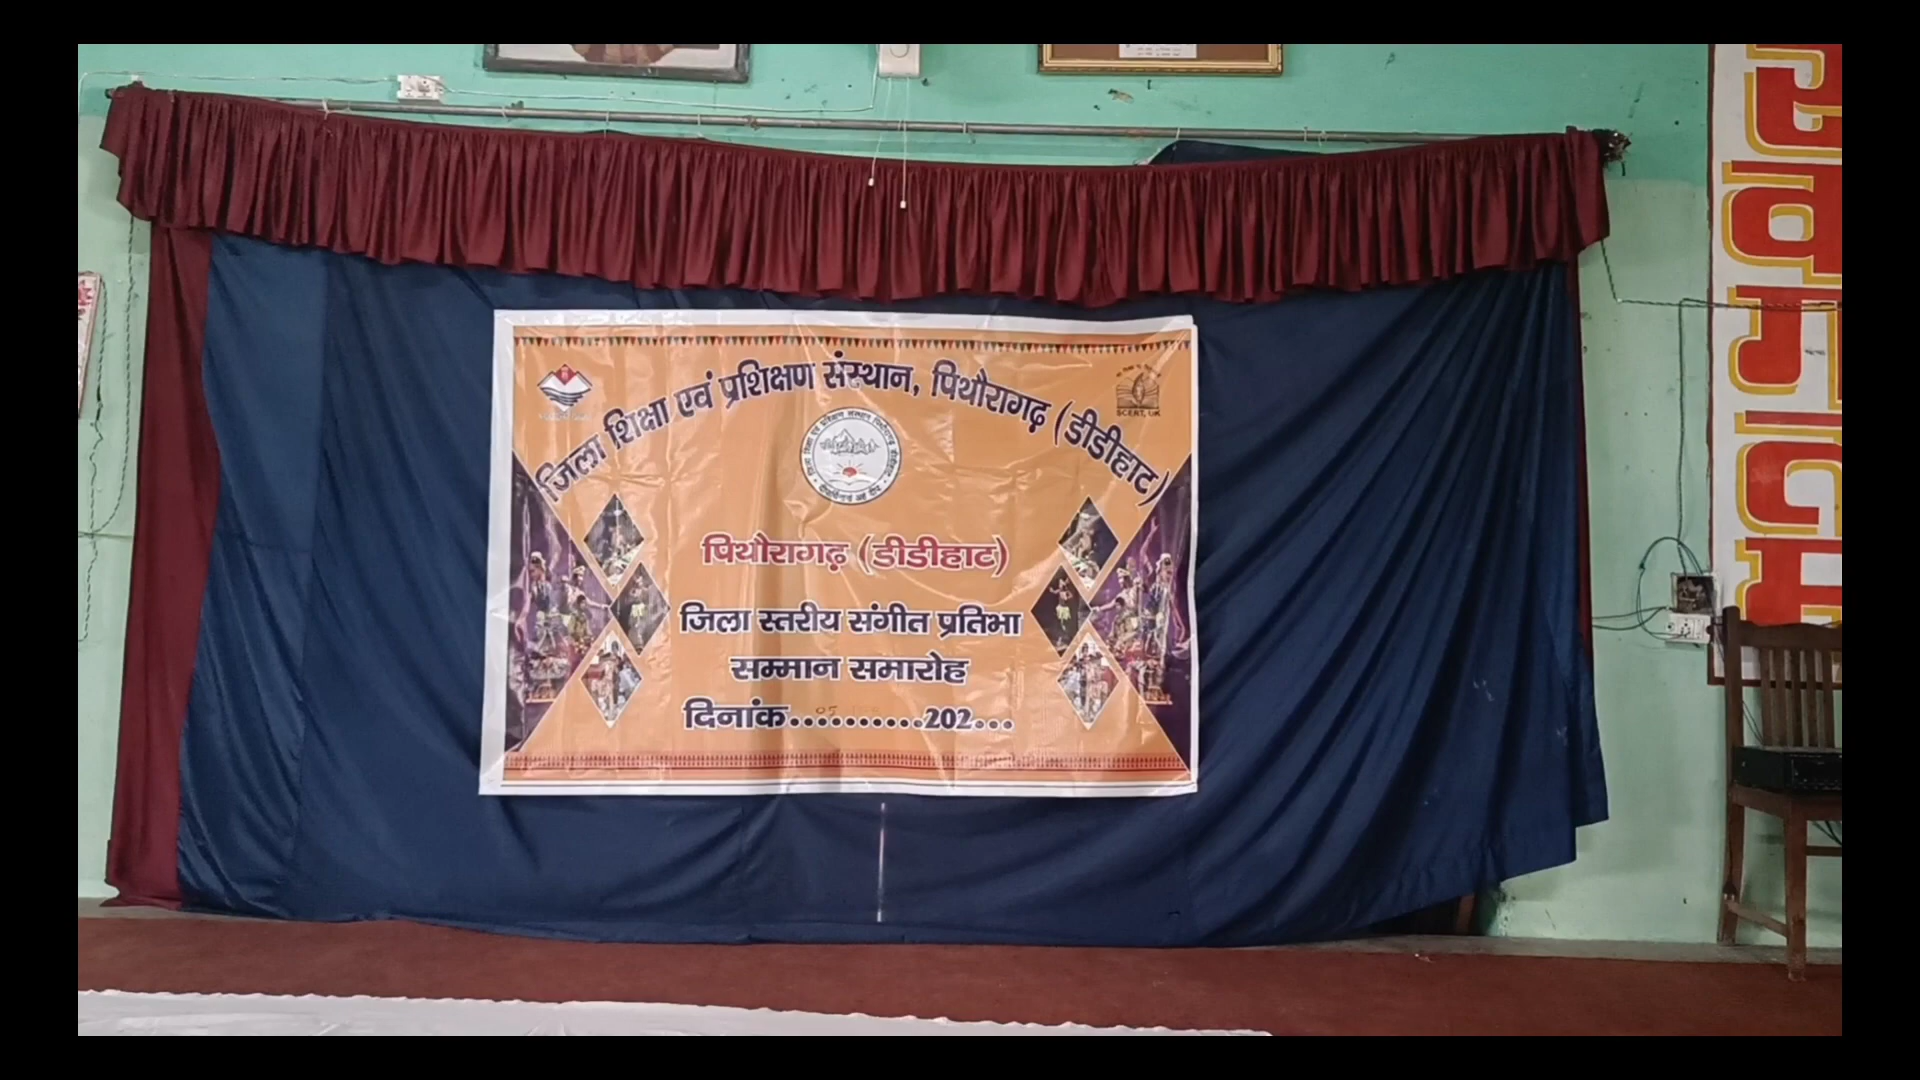 जिला शिक्षा एवं प्रशिक्षण संस्थान, पिथौरागढ़ (डीडीहाट)
SCERT, UK
पिथौरागढ़ (डीडीहाट)
जिला स्तरीय संगीत प्रतिभा
सम्मान समारोह
दिनांक..........202...